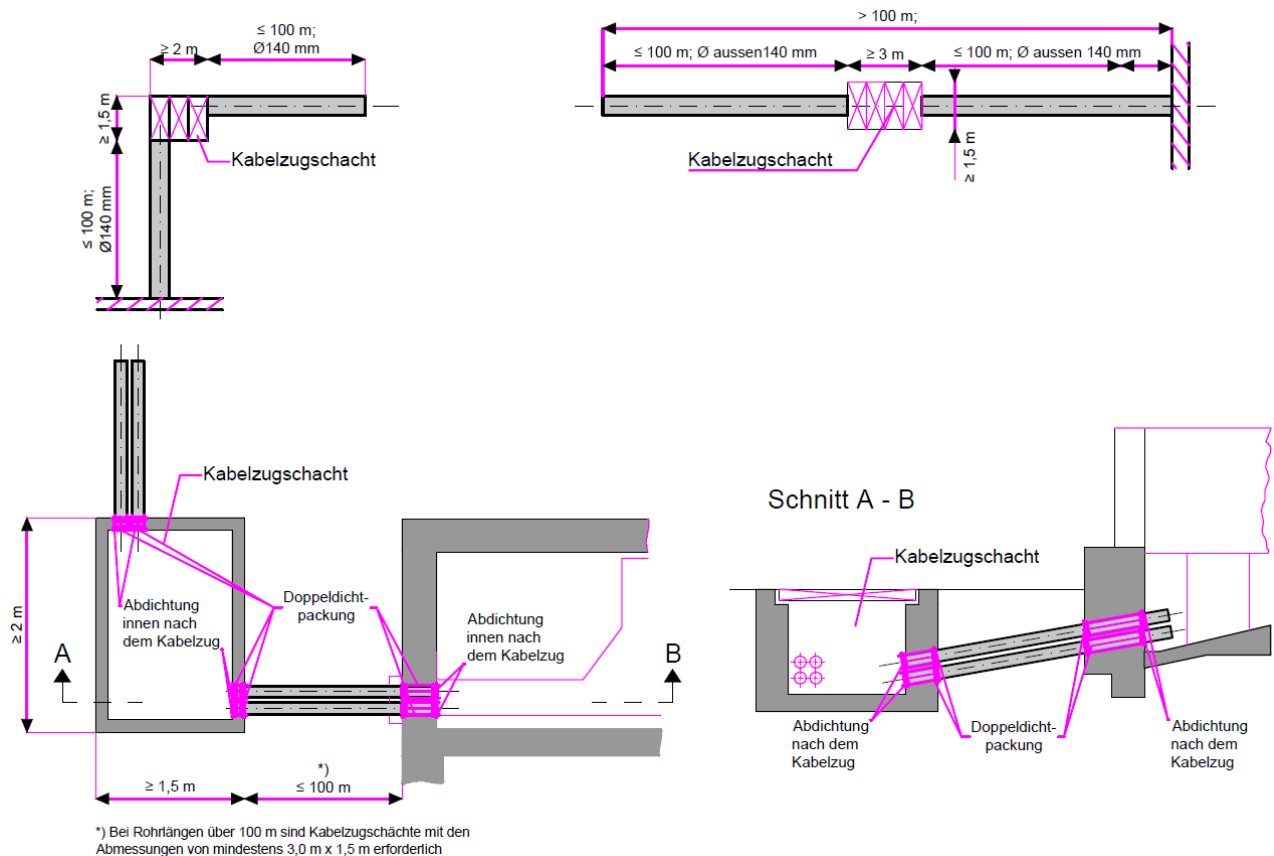 ≥ 2 m
≤ 100 m;
Ø140 mm
≥ 1,5 m
Kabelzugschacht
≤ 100 m;
Ø140 mm
> 100 m;
≤ 100 m; Ø aussen140 mm
≥ 3 m
≤ 100 m; Ø aussen 140 mm
Kabelzugschacht
≥ 1,5 m
Kabelzugschacht
≥ 2 m
Abdichtung
innen nach
dem Kabelzug
Doppeldicht-
packung
Abdichtung
innen nach
dem Kabelzug
A
B
≥ 1,5 m
*)
≤ 100 m
*) Bei Rohrlängen über 100 m sind Kabelzugschächte mit den
Abmessungen von mindestens 3,0 m x 1,5 m erforderlich
Schnitt A - B
Kabelzugschacht
Abdichtung
nach dem
Kabelzug
Doppeldicht-
packung
Abdichtung
nach dem
Kabelzug